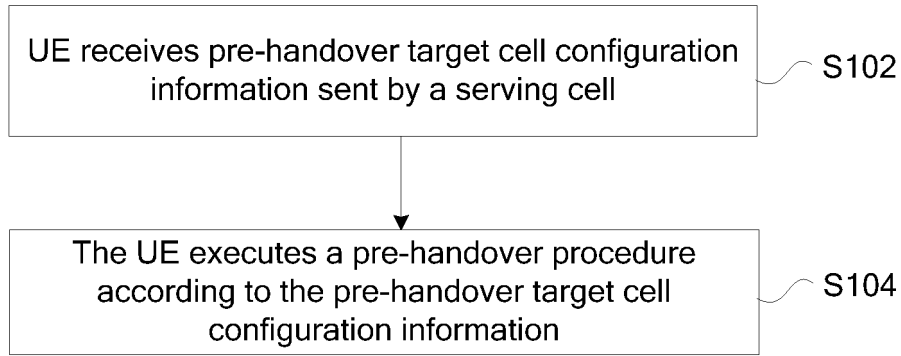 UE receives pre-handover target cell configuration
information sent by a serving cell
S102
The UE executes a pre-handover procedure
according to the pre-handover target cell
configuration information
S104